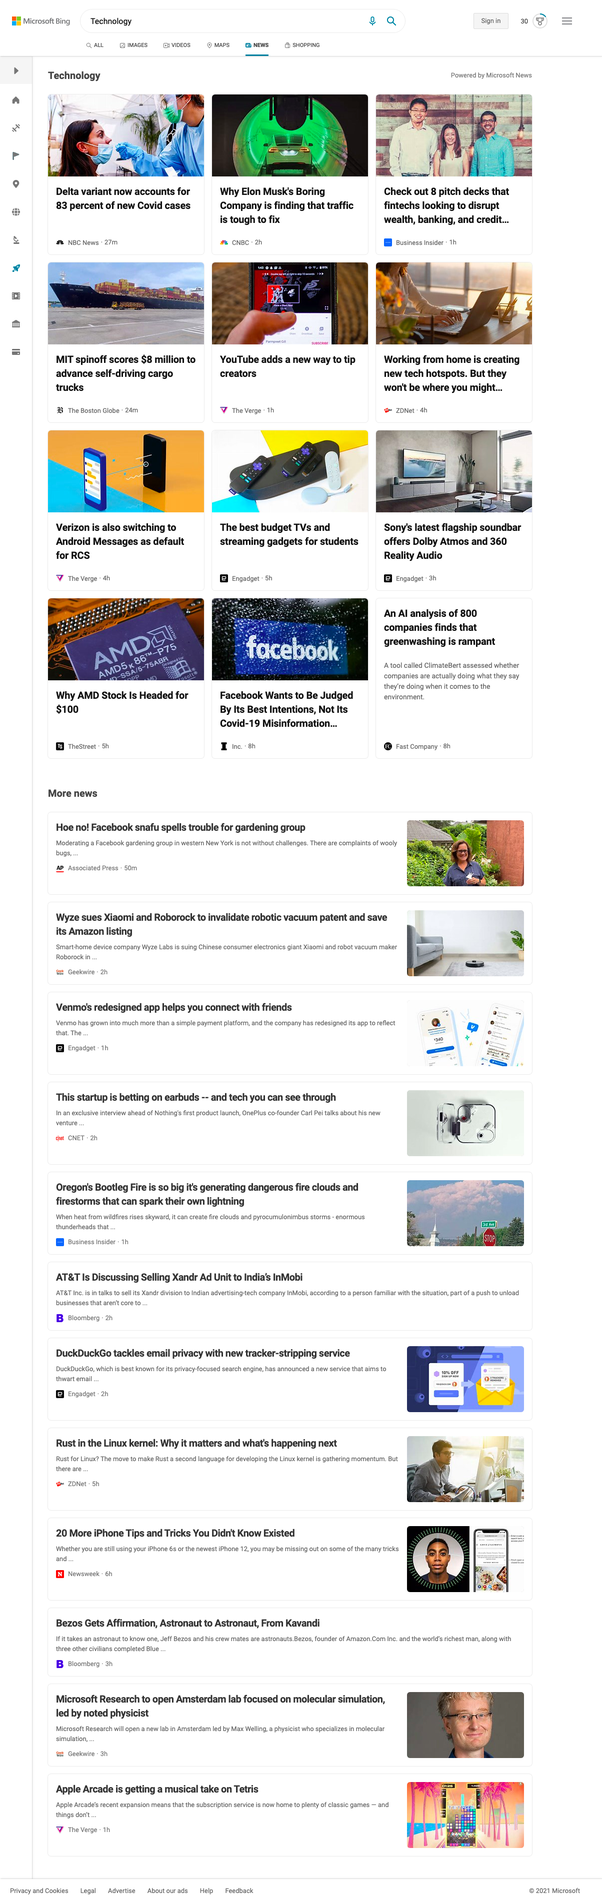 Microsoft Bing
Technology
Sign in
30
ALL
IMAGES
VIDEOS
MAPS
NEWS
SHOPPING
Technology
Powered by Microsoft News
Delta variant now accounts for
83 percent of new Covid cases
NBC News · 27m
Why Elon Musk's Boring
Company is finding that traffic
is tough to fix
CNBC · 2h
Check out 8 pitch decks that
fintechs looking to disrupt
wealth, banking, and credit...
Business Insider · 1h
MIT spinoff scores $8 million to
advance self-driving cargo
trucks
The Boston Globe · 24m
YouTube adds a new way to tip
creators
The Verge · 1h
Working from home is creating
new tech hotspots. But they
won't be where you might...
ZDNet · 4h
Verizon is also switching to
Android Messages as default
for RCS
The Verge · 4h
The best budget TVs and
streaming gadgets for students
Engadget · 5h
Sony's latest flagship soundbar
offers Dolby Atmos and 360
Reality Audio
Engadget · 3h
AMD
AMD5x86-P75
Why AMD Stock Is Headed for
$100
TheStreet · 5h
facebook
Facebook Wants to Be Judged
By Its Best Intentions, Not Its
Covid-19 Misinformation...
Inc. · 8h
An AI analysis of 800
companies finds that
greenwashing is rampant
A tool called ClimateBert assessed whether
companies are actually doing what they say
they're doing when it comes to the
environment.
Fast Company · 8h
More news
Hoe no! Facebook snafu spells trouble for gardening group
Moderating a Facebook gardening group in western New York is not without challenges. There are complaints of wooly
bugs, ...
AP Associated Press · 50m
Wyze sues Xiaomi and Roborock to invalidate robotic vacuum patent and save
its Amazon listing
Smart-home device company Wyze Labs is suing Chinese consumer electronics giant Xiaomi and robot vacuum maker
Roborock in ...
Geekwire · 2h
Venmo's redesigned app helps you connect with friends
Venmo has grown into much more than a simple payment platform, and the company has redesigned its app to reflect
that. The ...
Engadget · 1h
This startup is betting on earbuds -- and tech you can see through
In an exclusive interview ahead of Nothing's first product launch, OnePlus co-founder Carl Pei talks about his new
venture ...
CNET · 2h
Oregon's Bootleg Fire is so big it's generating dangerous fire clouds and
firestorms that can spark their own lightning
When heat from wildfires rises skyward, it can create fire clouds and pyrocumulonimbus storms - enormous
thunderheads that ...
Business Insider · 1h
STOP
AT&T Is Discussing Selling Xandr Ad Unit to India's InMobi
AT&T Inc. is in talks to sell its Xandr division to Indian advertising-tech company InMobi, according to a person familiar with the situation, part of a push to unload
businesses that aren't core to ...
Bloomberg · 2h
DuckDuckGo tackles email privacy with new tracker-stripping service
DuckDuckGo, which is best known for its privacy-focused search engine, has announced a new service that aims to
thwart email ...
Engadget · 2h
Rust in the Linux kernel: Why it matters and what's happening next
Rust for Linux? The move to make Rust a second language for developing the Linux kernel is gathering momentum. But
there are ...
ZDNet · 5h
20 More iPhone Tips and Tricks You Didn't Know Existed
Whether you are still using your iPhone 6s or the newest iPhone 12, you may be missing out on some of the many tricks
and ...
Newsweek · 6h
Bezos Gets Affirmation, Astronaut to Astronaut, From Kavandi
If it takes an astronaut to know one, Jeff Bezos and his crew mates are astronauts.Bezos, founder of Amazon.Com Inc. and the world's richest man, along with
three other civilians completed Blue ...
Bloomberg · 3h
Microsoft Research to open Amsterdam lab focused on molecular simulation,
led by noted physicist
Microsoft Research will open a new lab in Amsterdam led by Max Welling, a physicist who specializes in molecular
simulation, ...
Geekwire · 3h
Apple Arcade is getting a musical take on Tetris
Apple Arcade's recent expansion means that the subscription service is now home to plenty of classic games — and
things don't ...
The Verge · 1h
Privacy and Cookies
Legal
Advertise
About our ads
Help
Feedback
© 2021 Microsoft